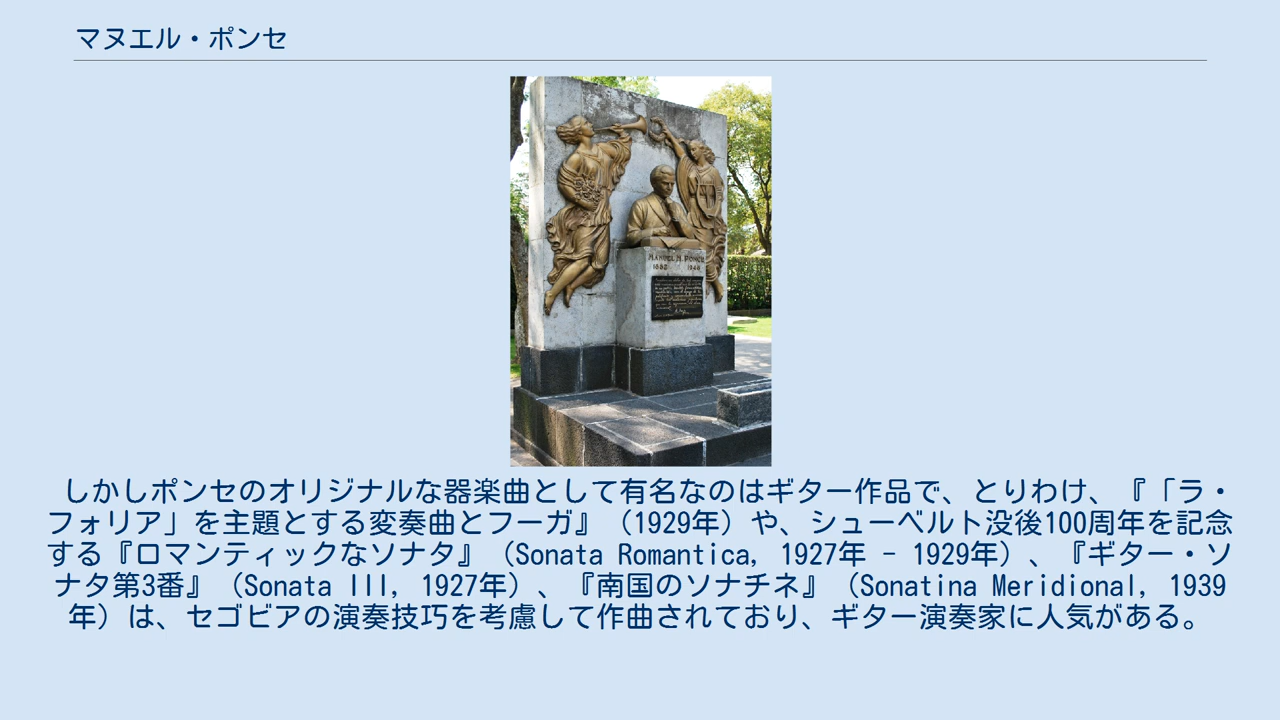 マヌエル・ポンセ
MANUEL M. PONCE
1882 1948
しかしポンセのオリジナルな器楽曲として有名なのはギター作品で、とりわけ、『「ラ・
フォリア」を主題とする変奏曲とフーガ』（1929年）や、シューベルト没後100周年を記念
する『ロマンティックなソナタ』（Sonata Romantica, 1927年 - 1929年）、『ギター・ソ
ナタ第3番』（Sonata III, 1927年）、『南国のソナチネ』（Sonatina Meridional, 1939
年）は、セゴビアの演奏技巧を考慮して作曲されており、ギター演奏家に人気がある。